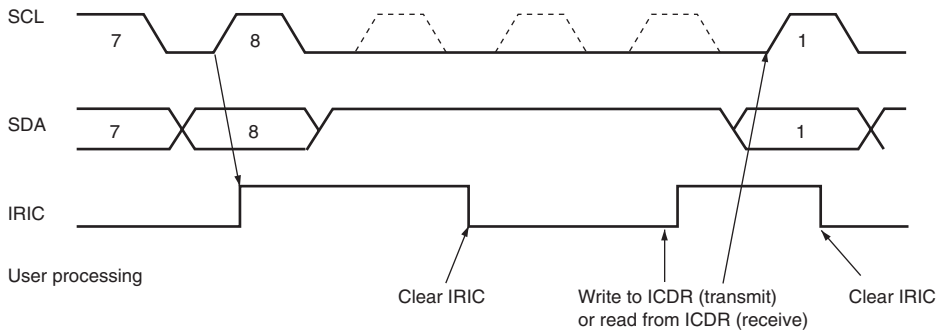 SCL
7
8
1
SDA
7
8
1
IRIC
User processing
Clear IRIC
Write to ICDR (transmit)
or read from ICDR (receive)
Clear IRIC